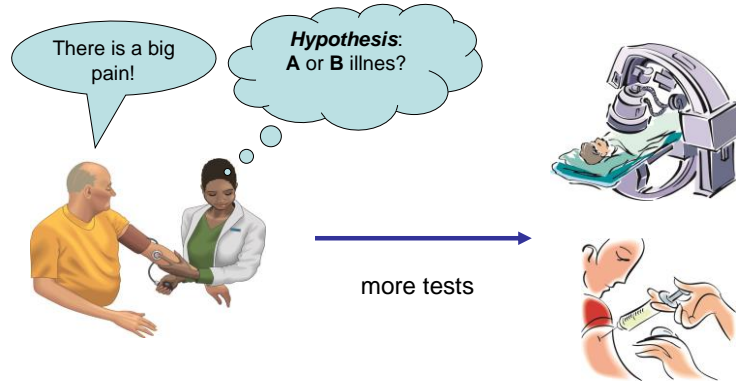 There is a big
pain!
Hypothesis:
A or B illnes?
more tests